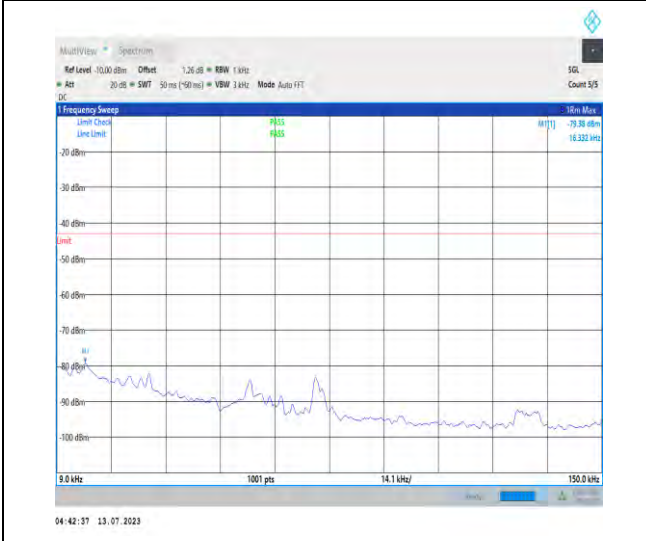 MultiView Spectrum
Ref Level -10.00 dBm Offset 1.26 dB RBW 1 kHz SGL
Att 20 dB SWT 50 ms (~60 ms) VBW 3 kHz Mode Auto FFT Count 5/5
DC
1 Frequency Sweep 1Rm Max
Limit Check PASS M1[1] -79.38 dBm
Line Limit PASS 16.332 kHz
-20 dBm
-30 dBm
-40 dBm
Limit
-50 dBm
-60 dBm
-70 dBm
M1
-80 dBm
-90 dBm
-100 dBm
9.0 kHz 1001 pts 14.1 kHz/ 150.0 kHz
04:42:37 13.07.2023